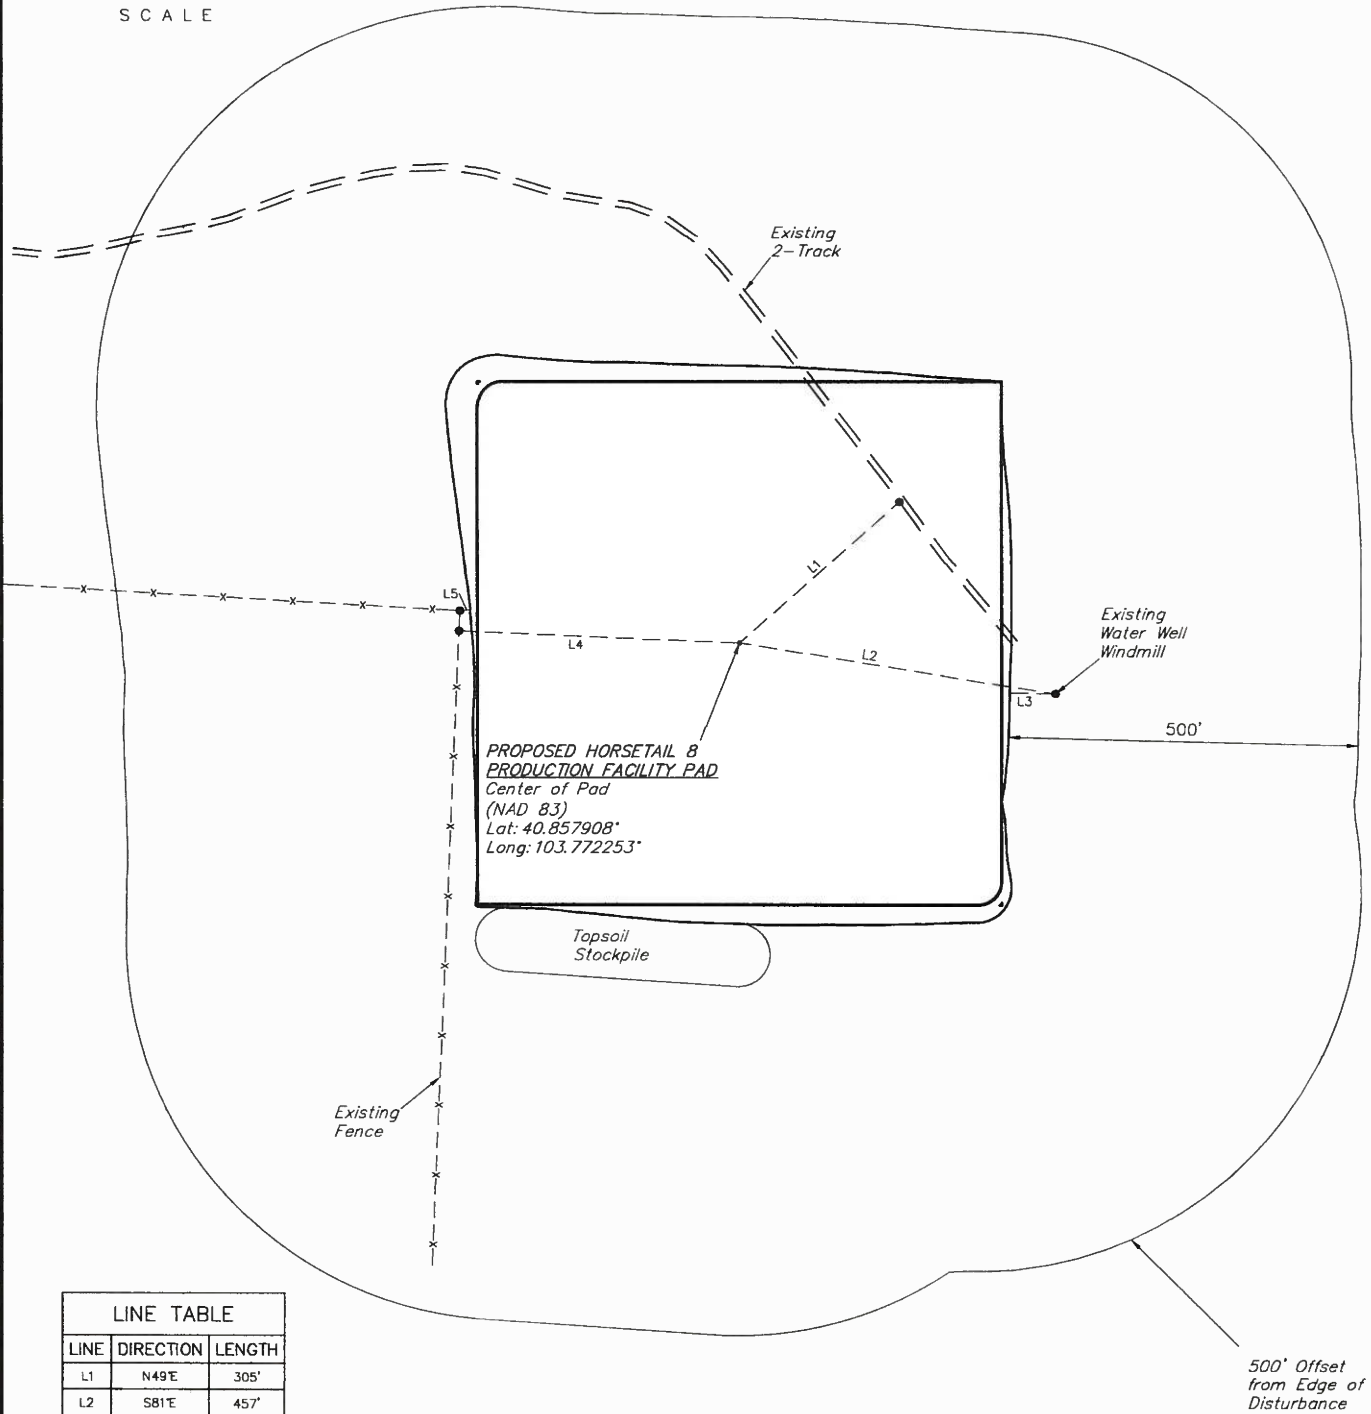 SCALE
Existing
2-Track
L1
L5
L4
L2
L3
Existing
Water Well
Windmill
500'
PROPOSED HORSETAIL 8
PRODUCTION FACILITY PAD
Center of Pad
(NAD 83)
Lat: 40.857908°
Long: 103.772253°
Topsoil
Stockpile
Existing
Fence
LINE TABLE
LINE DIRECTION LENGTH
L1 N49°E 305'
L2 S81°E 457'
500' Offset
from Edge of
Disturbance